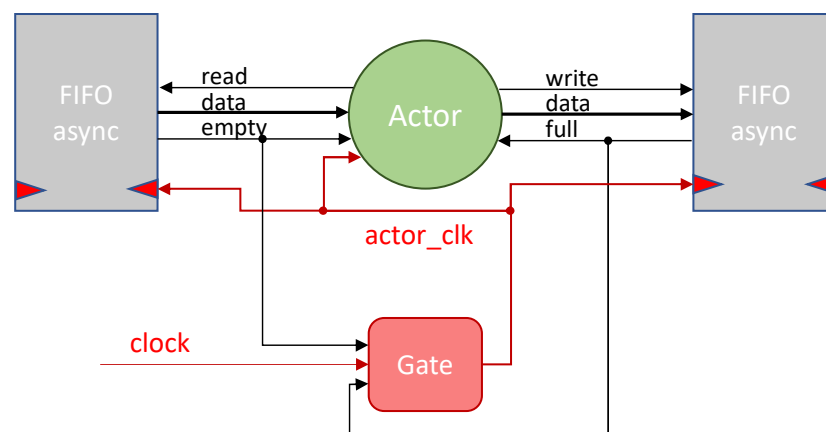 FIFO
async
read
data
empty
Actor
write
data
full
FIFO
async
actor_clk
clock
Gate